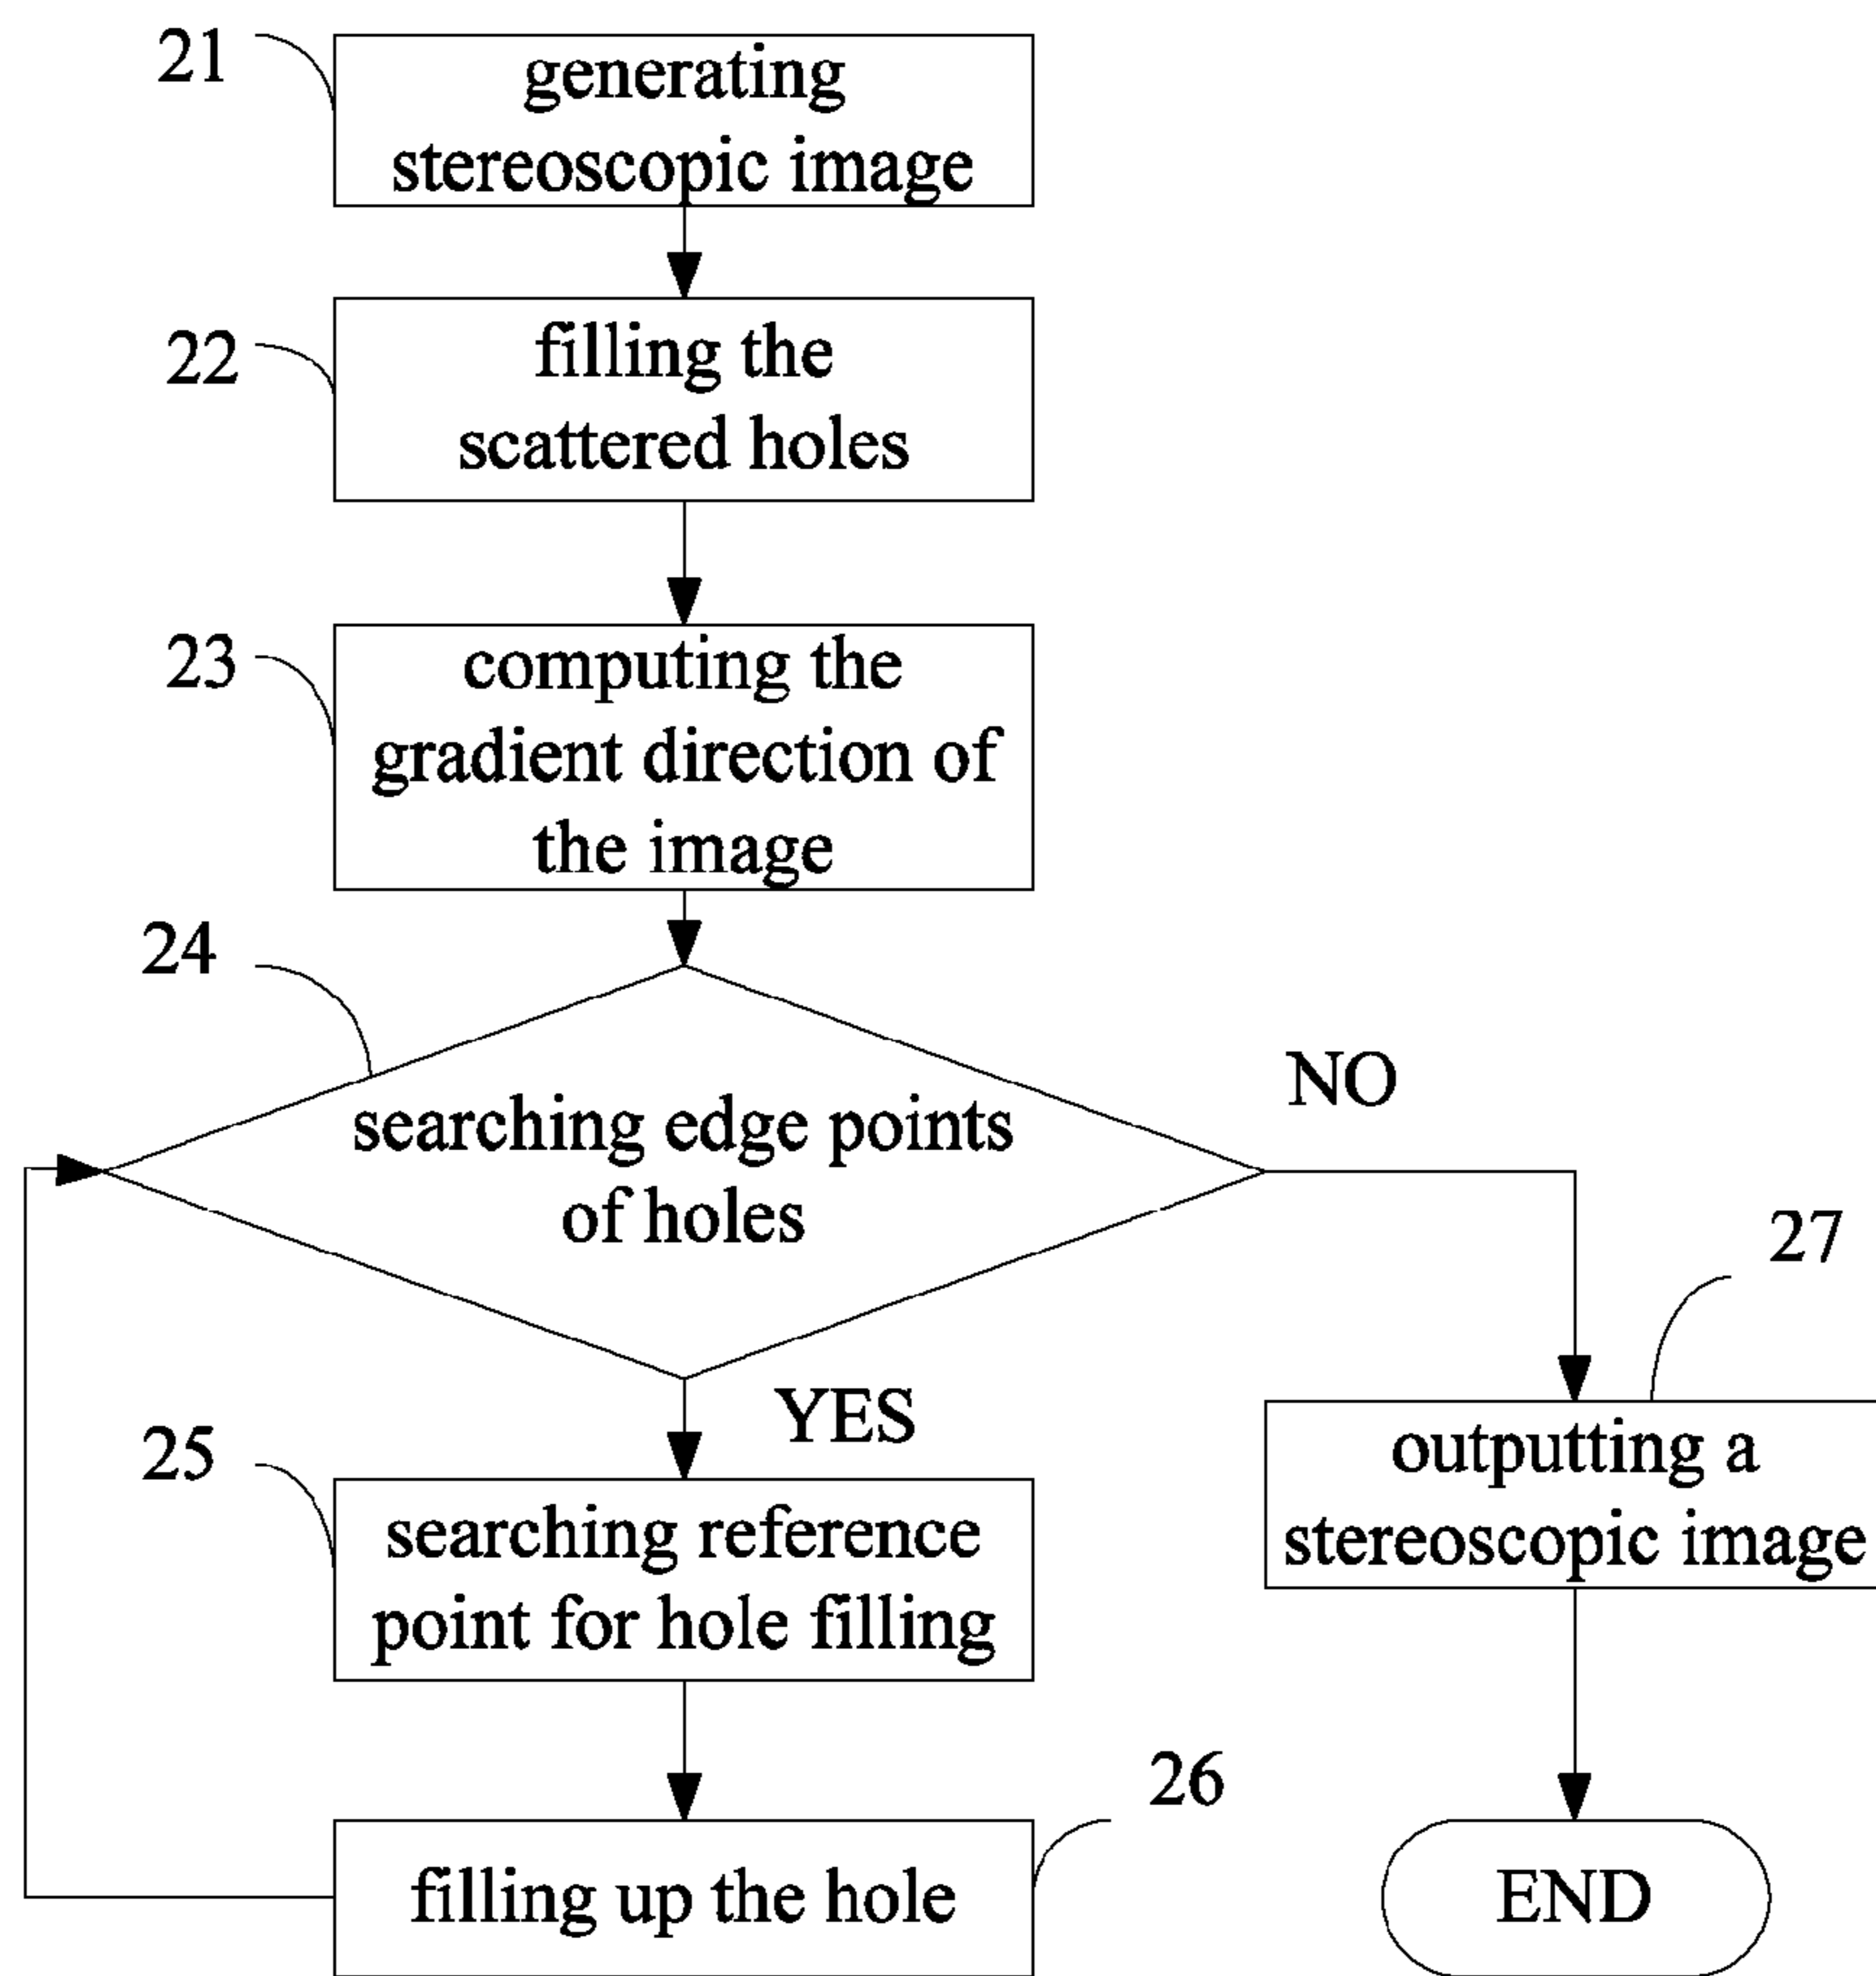 21
generating
stereoscopic image
22
filling the
scattered holes
23
computing the
gradient direction of
the image
24
searching edge points
of holes
NO
YES
27
outputting a
stereoscopic image
25
searching reference
point for hole filling
26
filling up the hole
END